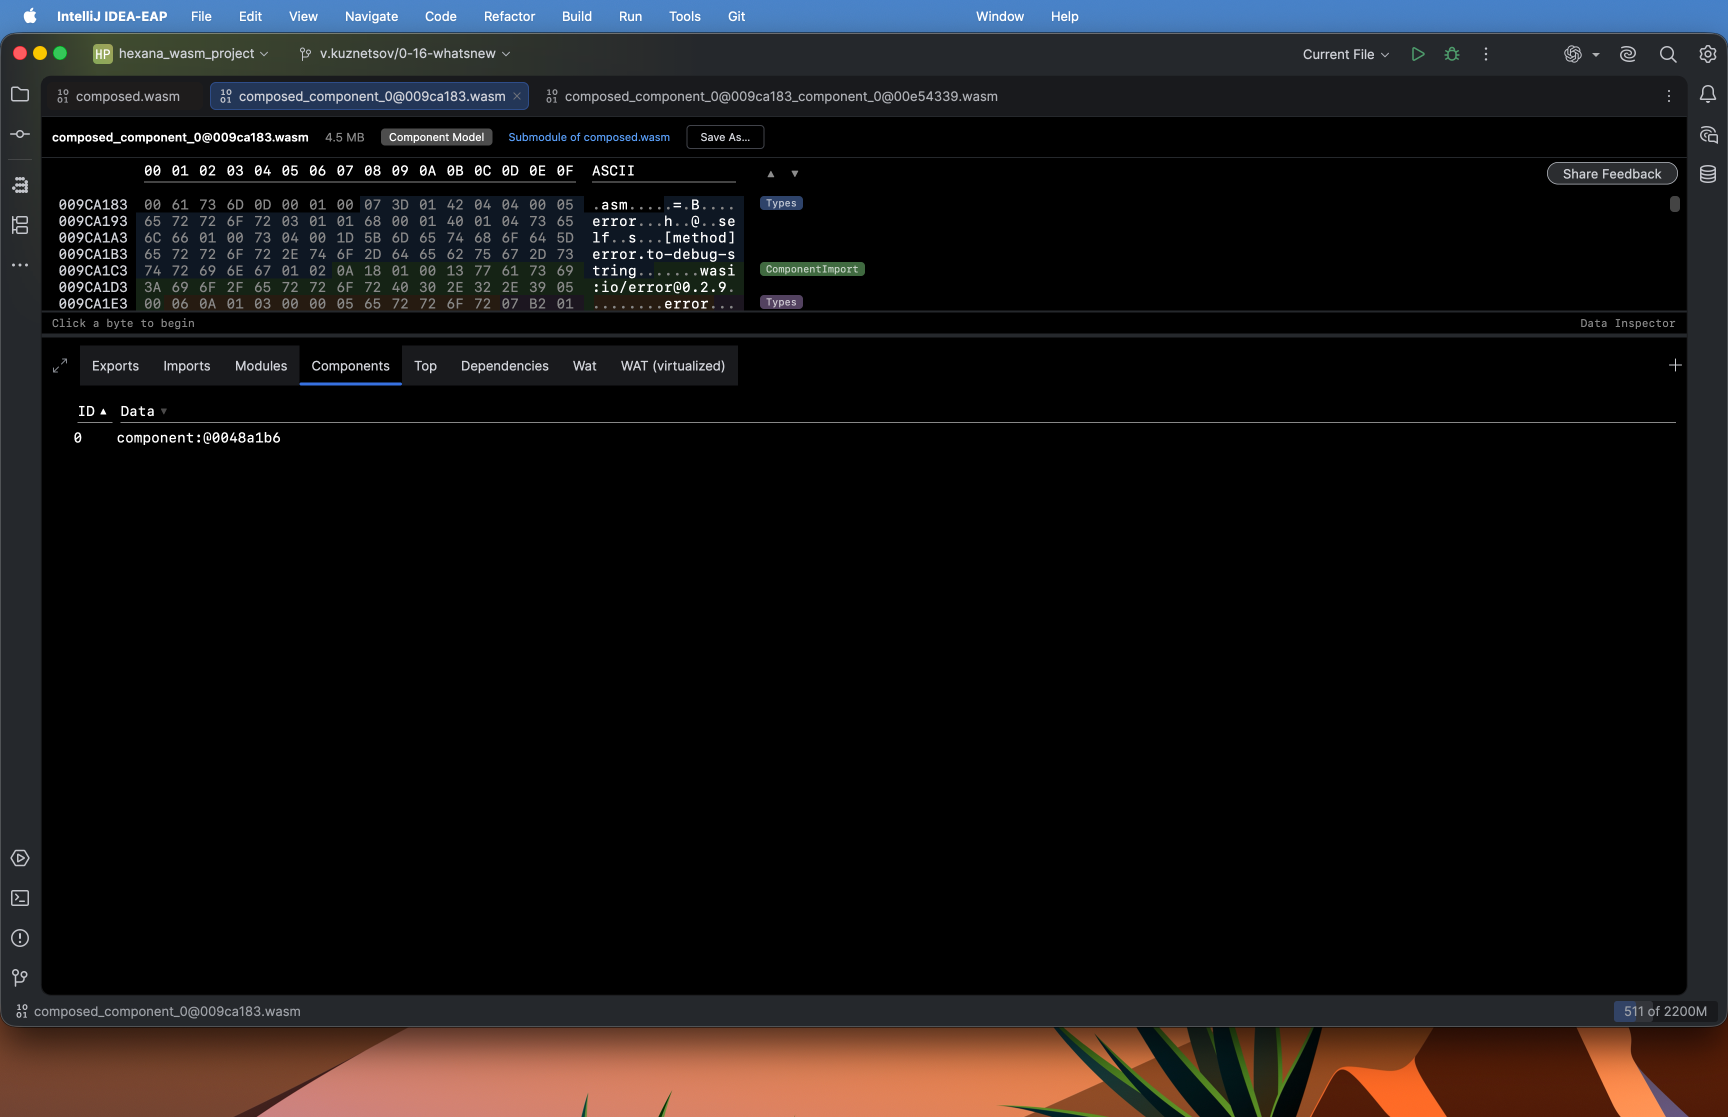 IntelliJ IDEA-EAP File Edit View Navigate Code Refactor Build Run Tools Git Window Help
HP hexana_wasm_project v.kuznetsov/0-16-whatsnew Current File
composed.wasm composed_component_0@009ca183.wasm composed_component_0@009ca183_component_0@00e54339.wasm
composed_component_0@009ca183.wasm 4.5 MB Component Model Submodule of composed.wasm Save As...
00 01 02 03 04 05 06 07 08 09 0A 0B 0C 0D 0E 0F ASCII
Share Feedback
009CA183 00 61 73 6D 0D 00 01 00 07 3D 01 42 04 04 00 05 .asm.....=.B.... Types
009CA193 65 72 72 6F 72 03 01 01 68 00 01 40 01 04 73 65 error...h..@..se
009CA1A3 6C 66 01 00 73 04 00 1D 5B 6D 65 74 68 6F 64 5D lf..s...[method]
009CA1B3 65 72 72 6F 72 2E 74 6F 2D 64 65 62 75 67 2D 73 error.to-debug-s
009CA1C3 74 72 69 6E 67 01 02 0A 18 01 00 13 77 61 73 69 tring.......wasi ComponentImport
009CA1D3 3A 69 6F 2F 65 72 72 6F 72 40 30 2E 32 2E 39 05 :io/error@0.2.9.
009CA1E3 00 06 0A 01 03 00 00 05 65 72 72 6F 72 07 B2 01 ........error... Types
Click a byte to begin Data Inspector
Exports Imports Modules Components Top Dependencies Wat WAT (virtualized)
ID Data
0 component:@0048a1b6
composed_component_0@009ca183.wasm 511 of 2200M